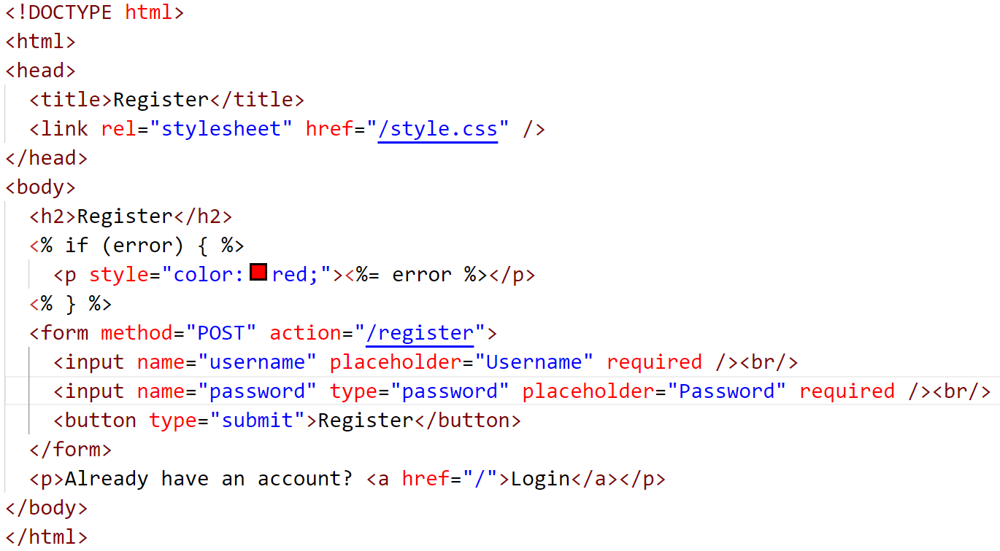 <!DOCTYPE html>
<html>
<head>
  <title>Register</title>
  <link rel="stylesheet" href="/style.css" />
</head>
<body>
  <h2>Register</h2>
  <% if (error) { %>
    <p style="color: red;"><%= error %></p>
  <% } %>
  <form method="POST" action="/register">
    <input name="username" placeholder="Username" required /><br/>
    <input name="password" type="password" placeholder="Password" required /><br/>
    <button type="submit">Register</button>
  </form>
  <p>Already have an account? <a href="/">Login</a></p>
</body>
</html>